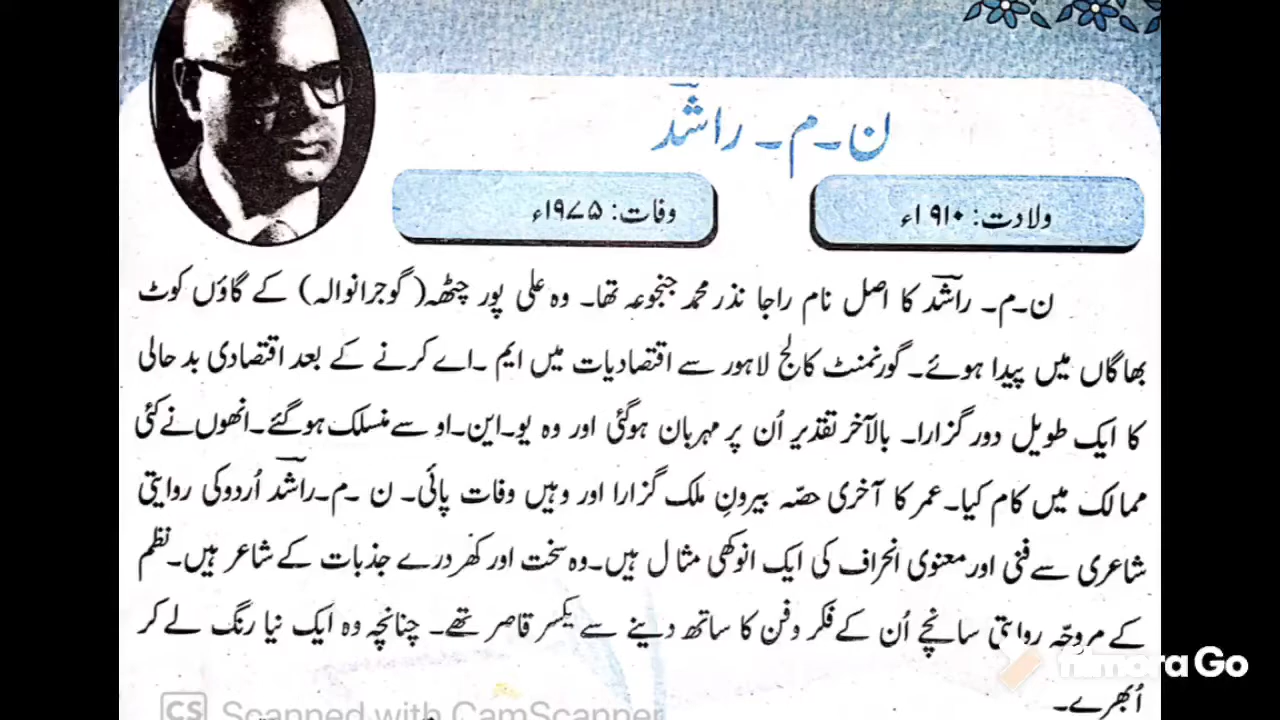 ن۔م۔ راشدؔ
ولادت: ۱۹۱۰ء
وفات: ۱۹۷۵ء
ن۔م۔ راشدؔ کا اصل نام راجا نذر محمد جنجوعہ تھا۔ وہ علی پور چٹھہ (گوجرانوالہ) کے گاؤں کوٹ
بھاگاں میں پیدا ہوئے۔ گورنمنٹ کالج لاہور سے اقتصادیات میں ایم۔اے کرنے کے بعد اقتصادی بدحالی
کا ایک طویل دور گزارا۔ بالآخر تقدیر اُن پر مہربان ہوگئی اور وہ یو۔این۔او سے منسلک ہوگئے۔ انھوں نے کئی
ممالک میں کام کیا۔ عمر کا آخری حصّہ بیرونِ ملک گزارا اور وہیں وفات پائی۔ ن۔م۔راشدؔ اُردو کی روایتی
شاعری سے فنی اور معنوی انحراف کی ایک انوکھی مثال ہیں۔ وہ سخت اور کھردرے جذبات کے شاعر ہیں۔ نظم
کے مروجّہ روایتی سانچے اُن کے فکر وفن کا ساتھ دینے سے یکسر قاصر تھے۔ چنانچہ وہ ایک نیا رنگ لے کر
اُبھرے۔
filmora Go
CS Scanned with CamScanner